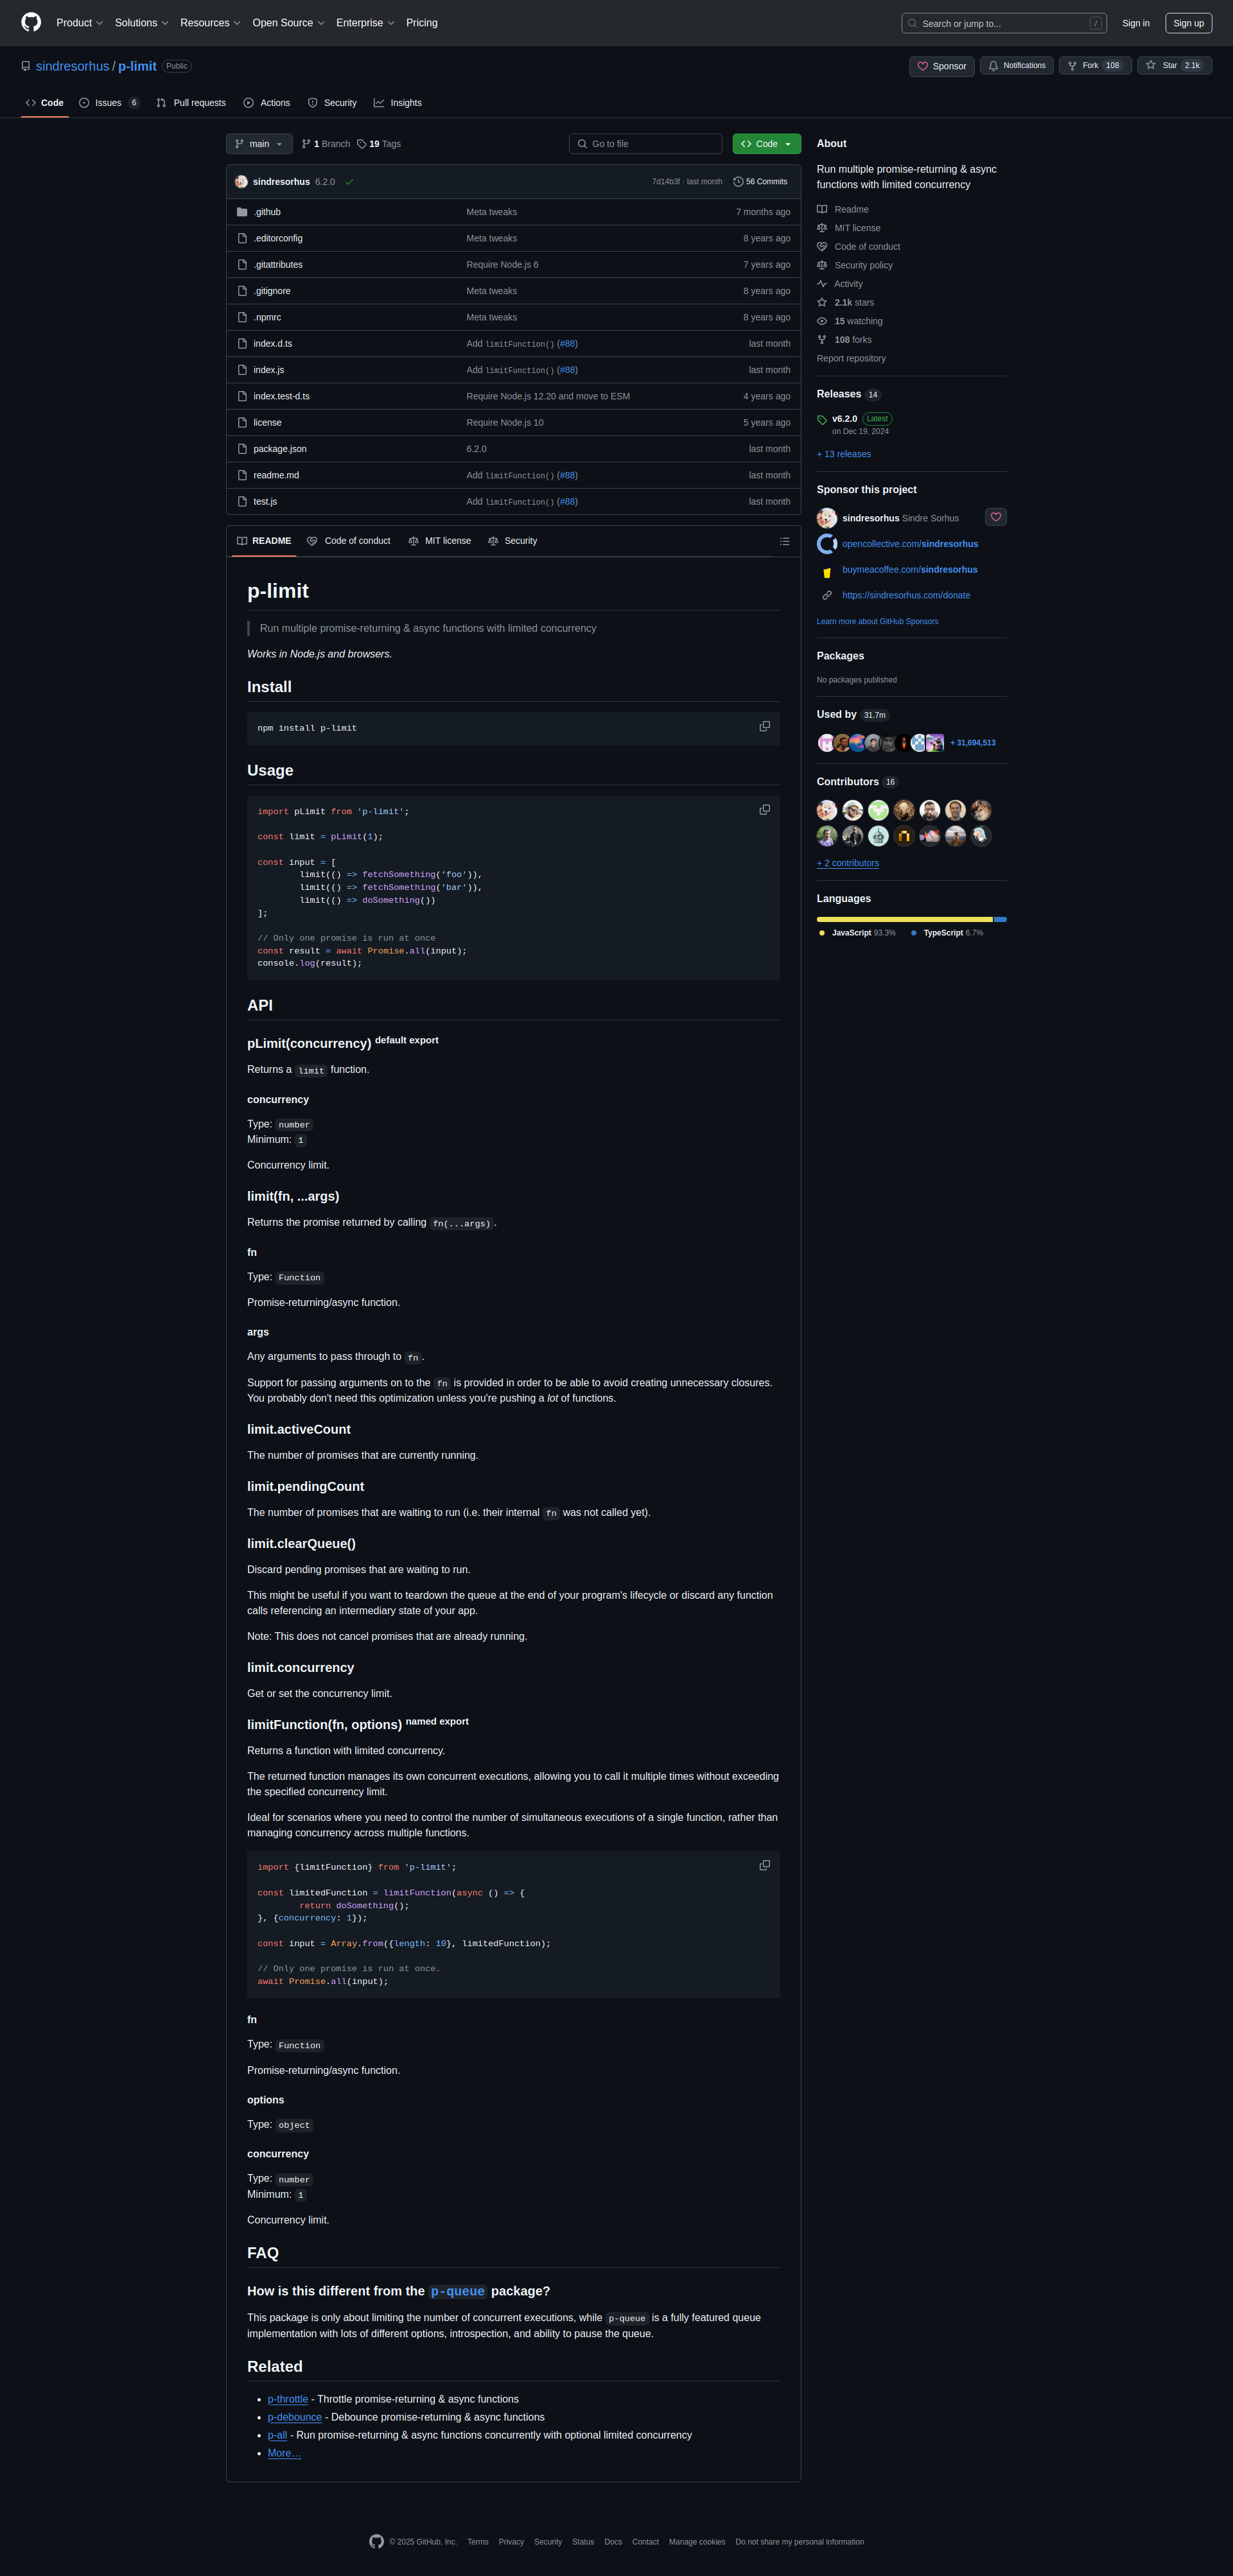 Product Solutions Resources Open Source Enterprise Pricing
Search or jump to... /
Sign in
Sign up
sindresorhus / p-limit Public
Sponsor
Notifications
Fork 108
Star 2.1k
Code Issues 6 Pull requests Actions Security Insights
main
1 Branch
19 Tags
Go to file
Code
sindresorhus 6.2.0
7d14b3f · last month
56 Commits
.github Meta tweaks 7 months ago
.editorconfig Meta tweaks 8 years ago
.gitattributes Require Node.js 6 7 years ago
.gitignore Meta tweaks 8 years ago
.npmrc Meta tweaks 8 years ago
index.d.ts Add limitFunction() (#88) last month
index.js Add limitFunction() (#88) last month
index.test-d.ts Require Node.js 12.20 and move to ESM 4 years ago
license Require Node.js 10 5 years ago
package.json 6.2.0 last month
readme.md Add limitFunction() (#88) last month
test.js Add limitFunction() (#88) last month
README Code of conduct MIT license Security
p-limit
Run multiple promise-returning & async functions with limited concurrency
Works in Node.js and browsers.
Install
npm install p-limit
Usage
import pLimit from 'p-limit';
const limit = pLimit(1);
const input = [
limit(() => fetchSomething('foo')),
limit(() => fetchSomething('bar')),
limit(() => doSomething())
];
// Only one promise is run at once
const result = await Promise.all(input);
console.log(result);
API
pLimit(concurrency) default export
Returns a limit function.
concurrency
Type: number
Minimum: 1
Concurrency limit.
limit(fn, ...args)
Returns the promise returned by calling fn(...args).
fn
Type: Function
Promise-returning/async function.
args
Any arguments to pass through to fn.
Support for passing arguments on to the fn is provided in order to be able to avoid creating unnecessary closures.
You probably don't need this optimization unless you're pushing a lot of functions.
limit.activeCount
The number of promises that are currently running.
limit.pendingCount
The number of promises that are waiting to run (i.e. their internal fn was not called yet).
limit.clearQueue()
Discard pending promises that are waiting to run.
This might be useful if you want to teardown the queue at the end of your program's lifecycle or discard any function
calls referencing an intermediary state of your app.
Note: This does not cancel promises that are already running.
limit.concurrency
Get or set the concurrency limit.
limitFunction(fn, options) named export
Returns a function with limited concurrency.
The returned function manages its own concurrent executions, allowing you to call it multiple times without exceeding
the specified concurrency limit.
Ideal for scenarios where you need to control the number of simultaneous executions of a single function, rather than
managing concurrency across multiple functions.
import {limitFunction} from 'p-limit';
const limitedFunction = limitFunction(async () => {
return doSomething();
}, {concurrency: 1});
const input = Array.from({length: 10}, limitedFunction);
// Only one promise is run at once.
await Promise.all(input);
fn
Type: Function
Promise-returning/async function.
options
Type: object
concurrency
Type: number
Minimum: 1
Concurrency limit.
FAQ
How is this different from the p-queue package?
This package is only about limiting the number of concurrent executions, while p-queue is a fully featured queue
implementation with lots of different options, introspection, and ability to pause the queue.
Related
p-throttle - Throttle promise-returning & async functions
p-debounce - Debounce promise-returning & async functions
p-all - Run promise-returning & async functions concurrently with optional limited concurrency
More…
About
Run multiple promise-returning & async
functions with limited concurrency
Readme
MIT license
Code of conduct
Security policy
Activity
2.1k stars
15 watching
108 forks
Report repository
Releases 14
v6.2.0 Latest
on Dec 19, 2024
+ 13 releases
Sponsor this project
sindresorhus Sindre Sorhus
opencollective.com/sindresorhus
buymeacoffee.com/sindresorhus
https://sindresorhus.com/donate
Learn more about GitHub Sponsors
Packages
No packages published
Used by 31.7m
+ 31,694,513
Contributors 16
+ 2 contributors
Languages
JavaScript 93.3% TypeScript 6.7%
© 2025 GitHub, Inc. Terms Privacy Security Status Docs Contact Manage cookies Do not share my personal information